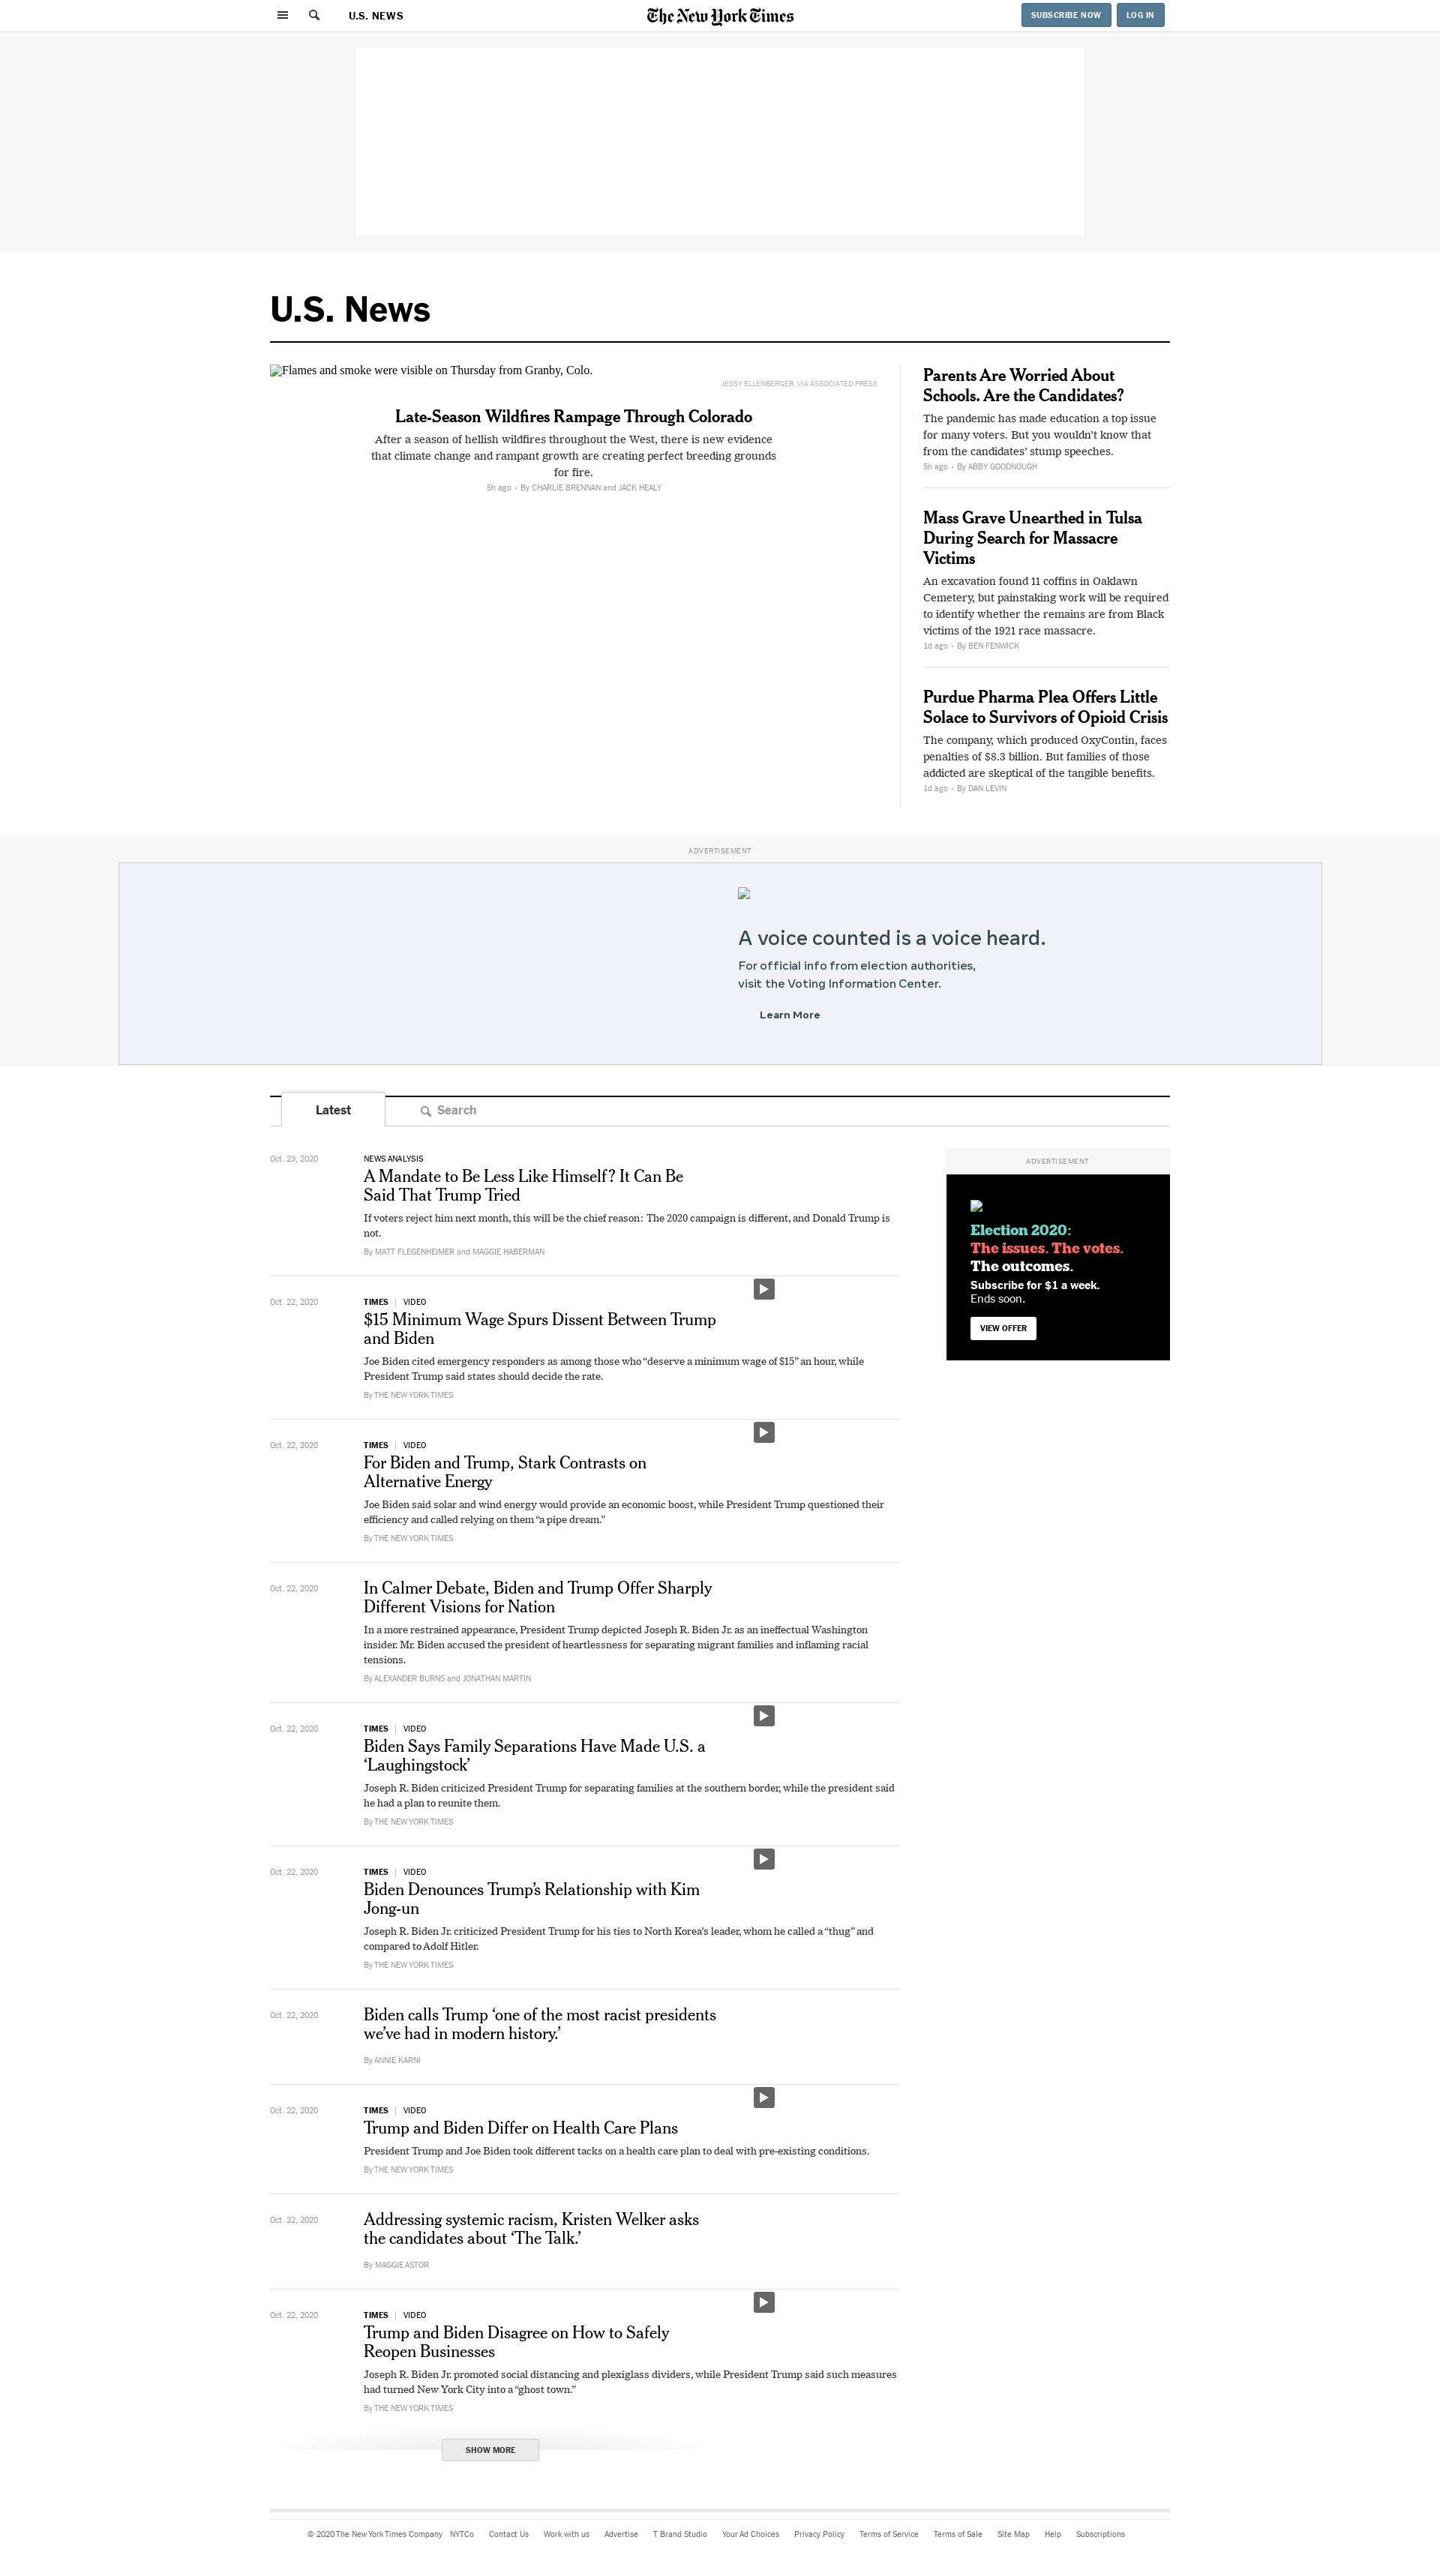 U.S. NEWS
The New York Times
SUBSCRIBE NOW
LOG IN
U.S. News
Flames and smoke were visible on Thursday from Granby, Colo.
JESSY ELLENBERGER, VIA ASSOCIATED PRESS
Late-Season Wildfires Rampage Through Colorado
After a season of hellish wildfires throughout the West, there is new evidence
that climate change and rampant growth are creating perfect breeding grounds
for fire.
5h ago • By CHARLIE BRENNAN and JACK HEALY
Parents Are Worried About
Schools. Are the Candidates?
The pandemic has made education a top issue
for many voters. But you wouldn’t know that
from the candidates’ stump speeches.
5h ago • By ABBY GOODNOUGH
Mass Grave Unearthed in Tulsa
During Search for Massacre
Victims
An excavation found 11 coffins in Oaklawn
Cemetery, but painstaking work will be required
to identify whether the remains are from Black
victims of the 1921 race massacre.
1d ago • By BEN FENWICK
Purdue Pharma Plea Offers Little
Solace to Survivors of Opioid Crisis
The company, which produced OxyContin, faces
penalties of $8.3 billion. But families of those
addicted are skeptical of the tangible benefits.
1d ago • By DAN LEVIN
ADVERTISEMENT
A voice counted is a voice heard.
For official info from election authorities,
visit the Voting Information Center.
Learn More
Latest
Search
Oct. 23, 2020
NEWS ANALYSIS
A Mandate to Be Less Like Himself? It Can Be
Said That Trump Tried
If voters reject him next month, this will be the chief reason: The 2020 campaign is different, and Donald Trump is
not.
By MATT FLEGENHEIMER and MAGGIE HABERMAN
ADVERTISEMENT
Election 2020:
The issues. The votes.
The outcomes.
Subscribe for $1 a week.
Ends soon.
VIEW OFFER
Oct. 22, 2020
TIMES | VIDEO
$15 Minimum Wage Spurs Dissent Between Trump
and Biden
Joe Biden cited emergency responders as among those who “deserve a minimum wage of $15” an hour, while
President Trump said states should decide the rate.
By THE NEW YORK TIMES
Oct. 22, 2020
TIMES | VIDEO
For Biden and Trump, Stark Contrasts on
Alternative Energy
Joe Biden said solar and wind energy would provide an economic boost, while President Trump questioned their
efficiency and called relying on them “a pipe dream.”
By THE NEW YORK TIMES
Oct. 22, 2020
In Calmer Debate, Biden and Trump Offer Sharply
Different Visions for Nation
In a more restrained appearance, President Trump depicted Joseph R. Biden Jr. as an ineffectual Washington
insider. Mr. Biden accused the president of heartlessness for separating migrant families and inflaming racial
tensions.
By ALEXANDER BURNS and JONATHAN MARTIN
Oct. 22, 2020
TIMES | VIDEO
Biden Says Family Separations Have Made U.S. a
‘Laughingstock’
Joseph R. Biden criticized President Trump for separating families at the southern border, while the president said
he had a plan to reunite them.
By THE NEW YORK TIMES
Oct. 22, 2020
TIMES | VIDEO
Biden Denounces Trump’s Relationship with Kim
Jong-un
Joseph R. Biden Jr. criticized President Trump for his ties to North Korea’s leader, whom he called a “thug” and
compared to Adolf Hitler.
By THE NEW YORK TIMES
Oct. 22, 2020
Biden calls Trump ‘one of the most racist presidents
we’ve had in modern history.’
By ANNIE KARNI
Oct. 22, 2020
TIMES | VIDEO
Trump and Biden Differ on Health Care Plans
President Trump and Joe Biden took different tacks on a health care plan to deal with pre-existing conditions.
By THE NEW YORK TIMES
Oct. 22, 2020
Addressing systemic racism, Kristen Welker asks
the candidates about ‘The Talk.’
By MAGGIE ASTOR
Oct. 22, 2020
TIMES | VIDEO
Trump and Biden Disagree on How to Safely
Reopen Businesses
Joseph R. Biden Jr. promoted social distancing and plexiglass dividers, while President Trump said such measures
had turned New York City into a “ghost town.”
By THE NEW YORK TIMES
SHOW MORE
© 2020 The New York Times Company NYTCo Contact Us Work with us Advertise T Brand Studio Your Ad Choices Privacy Policy Terms of Service Terms of Sale Site Map Help Subscriptions